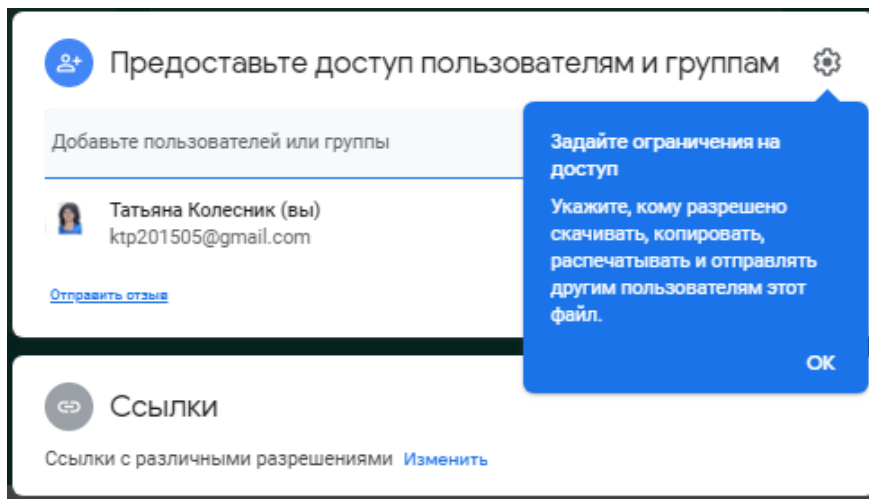 Предоставьте доступ пользователям и группам
Добавьте пользователей или группы
Татьяна Колесник (вы)
ktp201505@gmail.com
Отправить отзыв
Задайте ограничения на
доступ
Укажите, кому разрешено
скачивать, копировать,
распечатывать и отправлять
другим пользователям этот
файл.
ОК
Ссылки
Ссылки с различными разрешениями Изменить